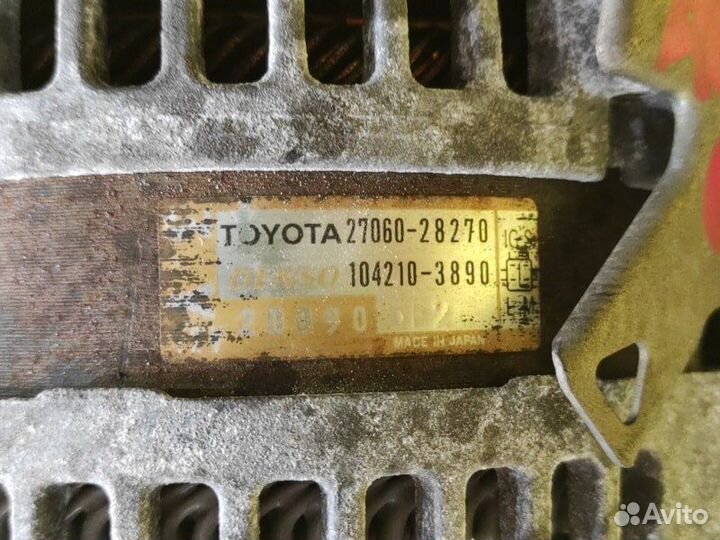 TOYOTA 27060-28270
DENSO 104210-3890
MADE IN JAPAN
Avito